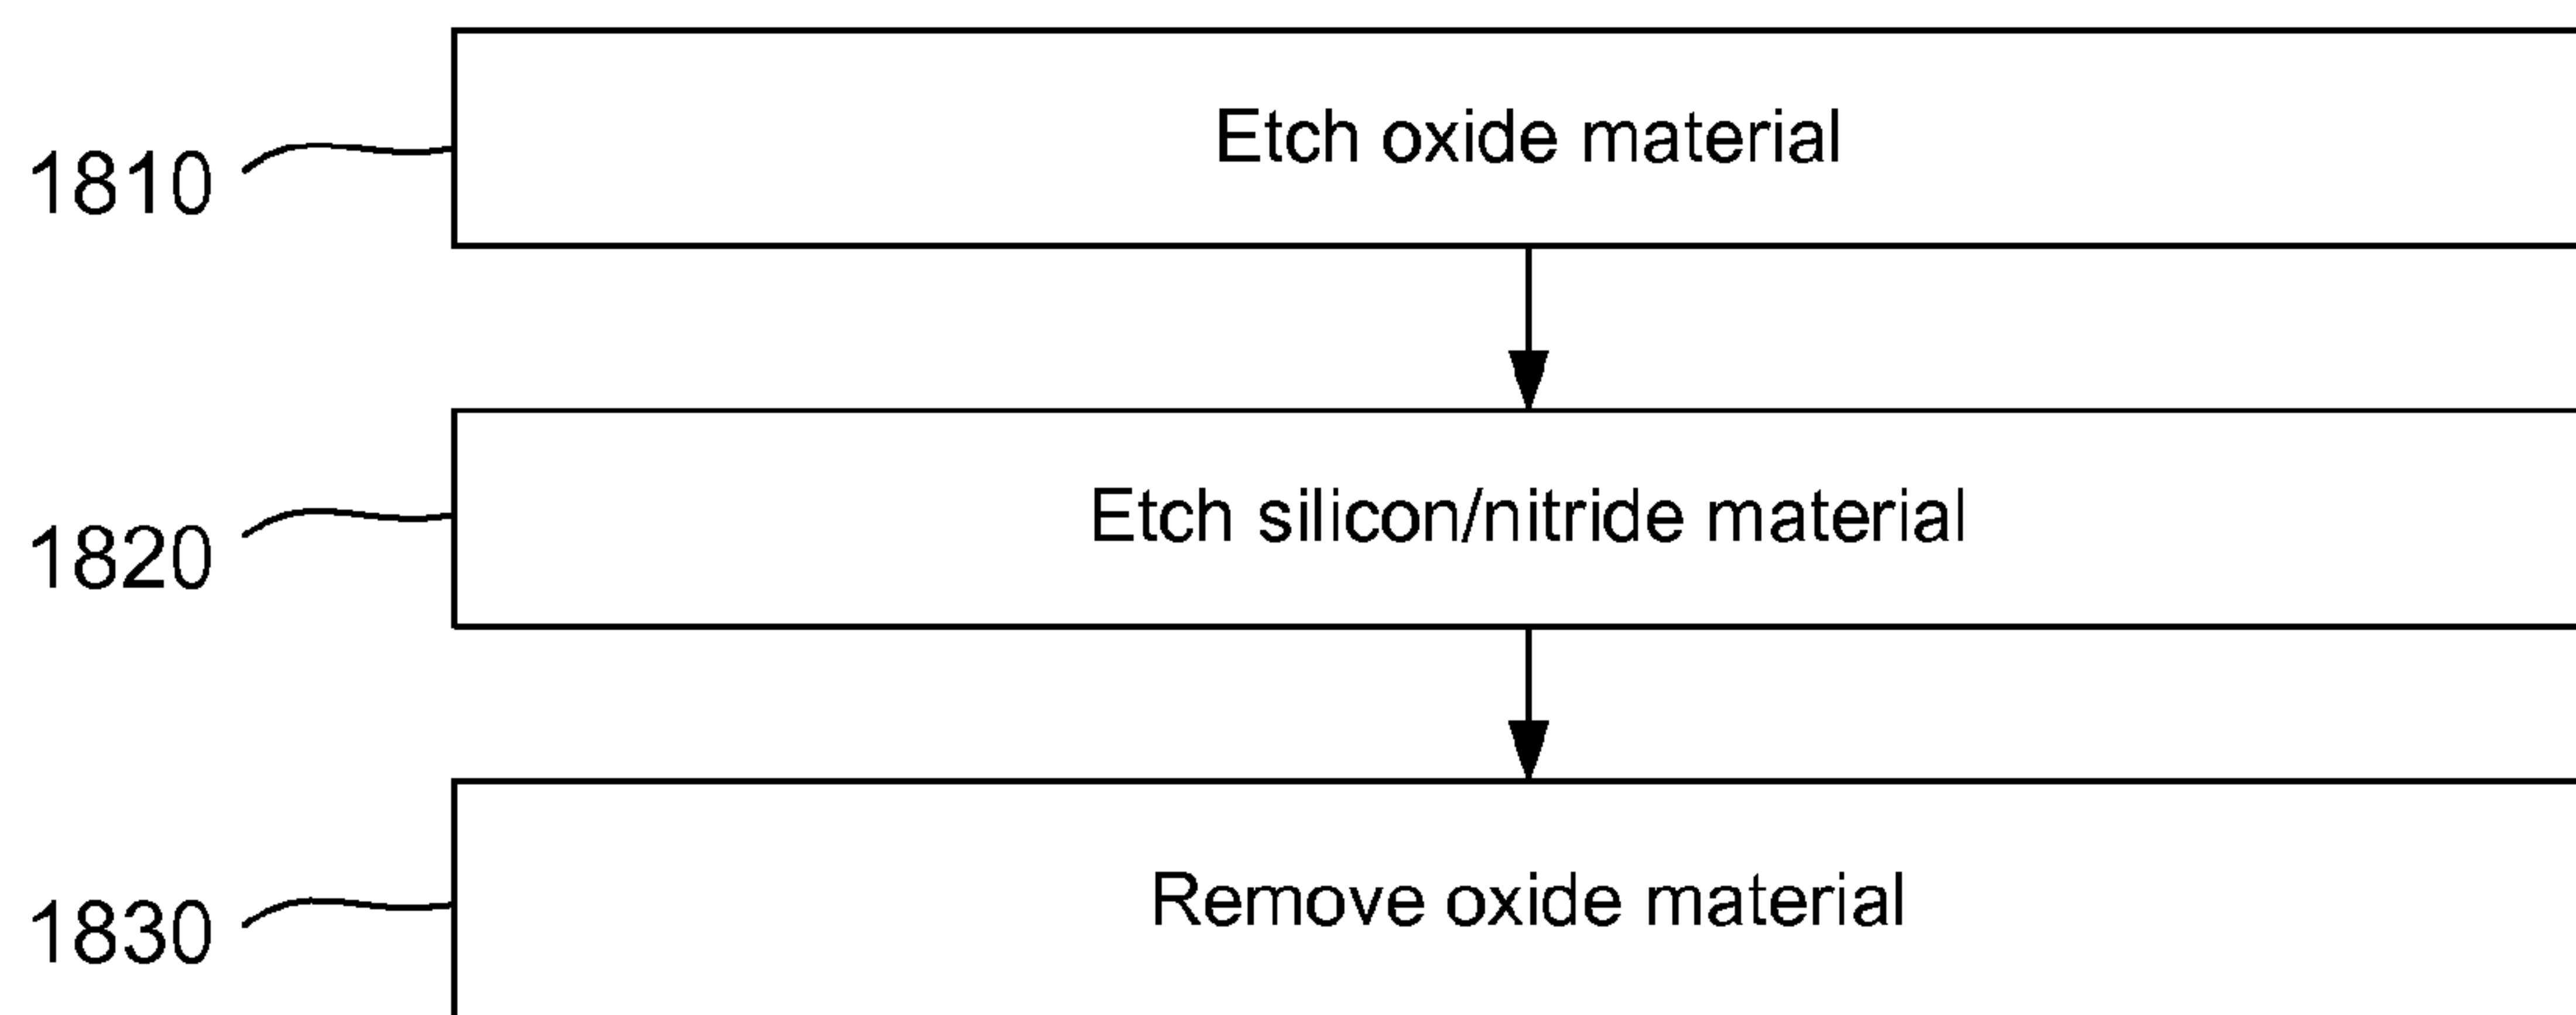 Etch oxide material
1810
Etch silicon/nitride material
1820
Remove oxide material
1830